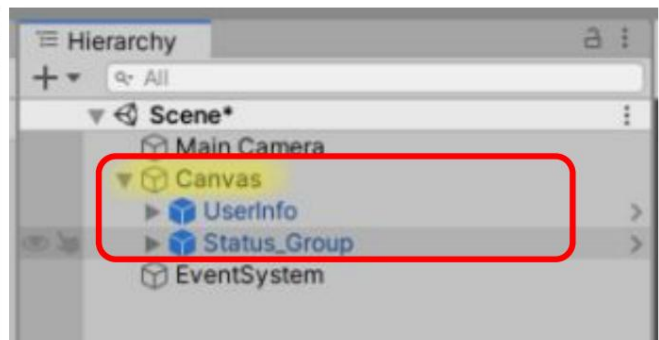 Hierarchy
All
Scene*
Main Camera
Canvas
UserInfo
Status_Group
EventSystem